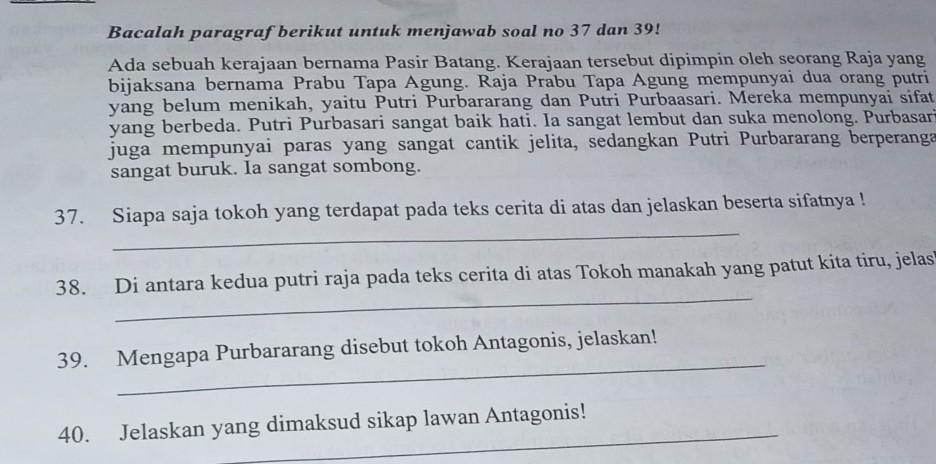 Bacalah paragraf berikut untuk menjawab soal no 37 dan 39!
Ada sebuah kerajaan bernama Pasir Batang. Kerajaan tersebut dipimpin oleh seorang Raja yang
bijaksana bernama Prabu Tapa Agung. Raja Prabu Tapa Agung mempunyai dua orang putri
yang belum menikah, yaitu Putri Purbararang dan Putri Purbaasari. Mereka mempunyai sifat
yang berbeda. Putri Purbasari sangat baik hati. Ia sangat lembut dan suka menolong. Purbasari
juga mempunyai paras yang sangat cantik jelita, sedangkan Putri Purbararang berperanga
sangat buruk. Ia sangat sombong.
37. Siapa saja tokoh yang terdapat pada teks cerita di atas dan jelaskan beserta sifatnya !
38. Di antara kedua putri raja pada teks cerita di atas Tokoh manakah yang patut kita tiru, jelas
39. Mengapa Purbararang disebut tokoh Antagonis, jelaskan!
40. Jelaskan yang dimaksud sikap lawan Antagonis!